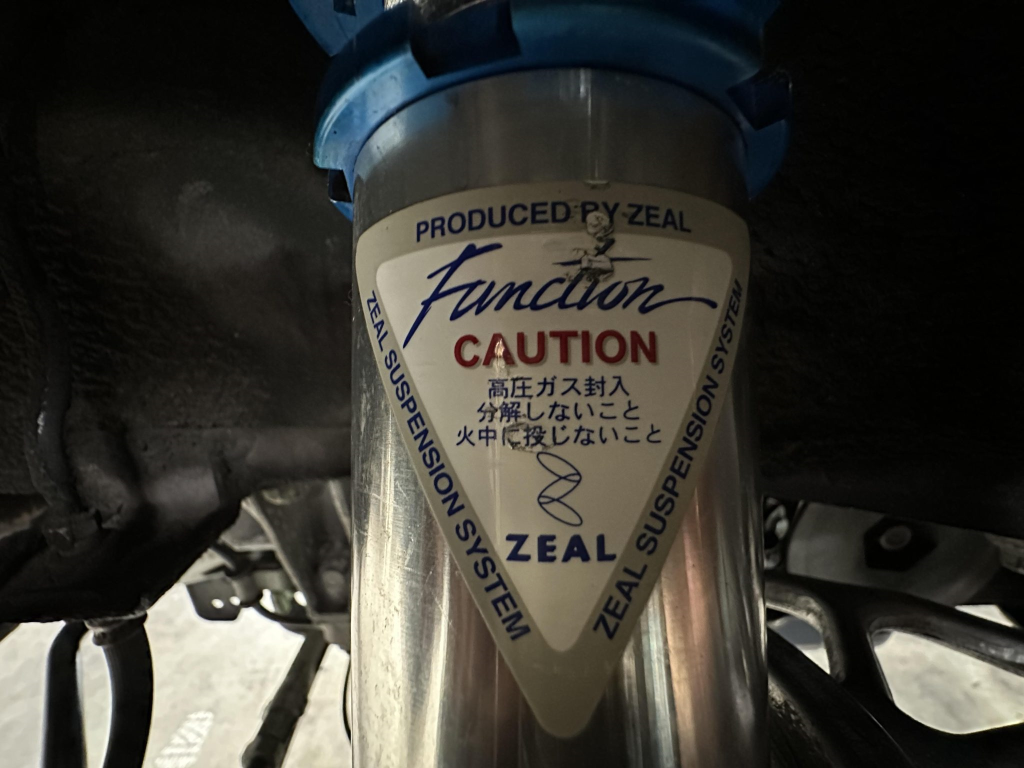 PRODUCED BY ZEAL
Function
CAUTION
高圧ガス封入
分解しないこと
火中に投じないこと
ZEAL
ZEAL SUSPENSION SYSTEM
ZEAL SUSPENSION SYSTEM